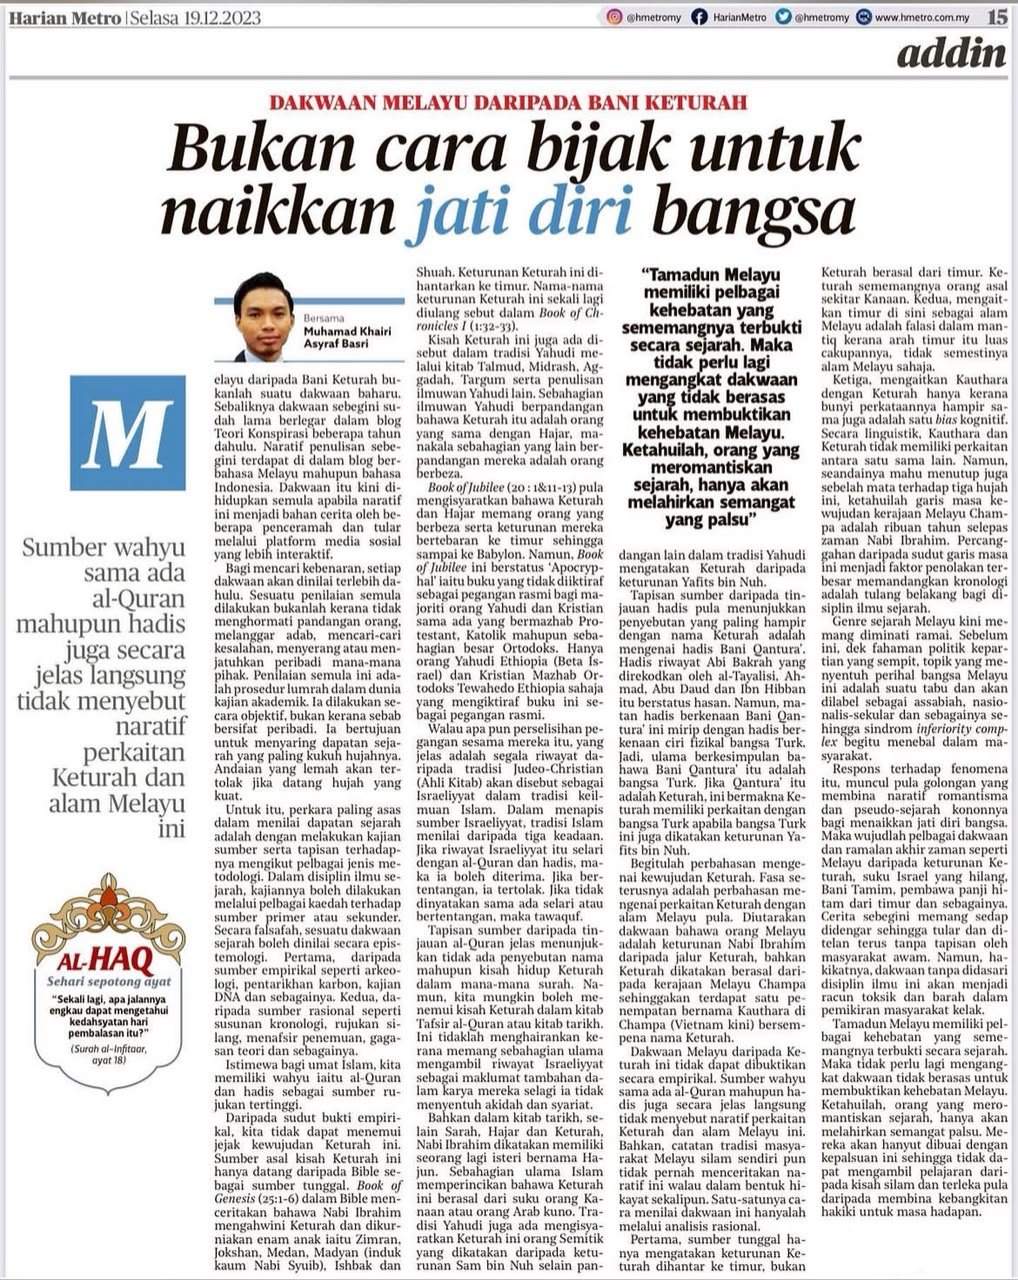 Harian Metro | Selasa 19.12.2023
@hmetromy HarianMetro @hmetromy www.hmetro.com.my 15
addin
DAKWAAN MELAYU DARIPADA BANI KETURAH
Bukan cara bijak untuk
naikkan jati diri bangsa
Bersama
Muhamad Khairi
Asyraf Basri
M
elayu daripada Bani Keturah bu-
kanlah suatu dakwaan baharu.
Sebaliknya dakwaan sebegini su-
dah lama berlegar dalam blog
Teori Konspirasi beberapa tahun
dahulu. Naratif penulisan sebe-
gini terdapat di dalam blog ber-
bahasa Melayu mahupun bahasa
Indonesia. Dakwaan itu kini di-
hidupkan semula apabila naratif
ini menjadi bahan cerita oleh be-
berapa penceramah dan tular
melalui platform media sosial
yang lebih interaktif.
Bagi mencari kebenaran, setiap
dakwaan akan dinilai terlebih da-
hulu. Sesuatu penilaian semula
dilakukan bukanlah kerana tidak
menghormati pandangan orang,
melanggar adab, mencari-cari
kesalahan, menyerang atau men-
jatuhkan peribadi mana-mana
pihak. Penilaian semula ini ada-
lah prosedur lumrah dalam dunia
kajian akademik. Ia dilakukan se-
cara objektif, bukan kerana sebab
bersifat peribadi. Ia bertujuan
untuk menyaring dapatan seja-
rah yang paling kukuh hujahnya.
Andaian yang lemah akan ter-
tolak jika datang hujah yang
kuat.
Untuk itu, perkara paling asas
dalam menilai dapatan sejarah
adalah dengan melakukan kajian
sumber serta tapisan terhadap-
nya mengikut pelbagai jenis me-
todologi. Dalam disiplin ilmu se-
jarah, kajiannya boleh dilakukan
melalui pelbagai kaedah terhadap
sumber primer atau sekunder.
Secara falsafah, sesuatu dakwaan
sejarah boleh dinilai secara epis-
temologi. Pertama, daripada
sumber empirikal seperti arkeo-
logi, pentarikhan karbon, kajian
DNA dan sebagainya. Kedua, da-
ripada sumber rasional seperti
susunan kronologi, rujukan si-
lang, menafsir penemuan, gaga-
san teori dan sebagainya.
Istimewa bagi umat Islam, kita
memiliki wahyu iaitu al-Quran
dan hadis sebagai sumber ru-
jukan tertinggi.
Daripada sudut bukti empiri-
kal, kita tidak dapat menemui
jejak kewujudan Keturah ini.
Sumber asal kisah Keturah ini
hanya datang daripada Bible se-
bagai sumber tunggal. Book of
Genesis (25:1-6) dalam Bible men-
ceritakan bahawa Nabi Ibrahim
mengahwini Keturah dan dikur-
niakan enam anak iaitu Zimran,
Jokshan, Medan, Madyan (induk
kaum Nabi Syuib), Ishbak dan
Shuah. Keturunan Keturah ini di-
hantarkan ke timur. Nama-nama
keturunan Keturah ini sekali lagi
diulang sebut dalam Book of Ch-
ronicles I (1:32-33).
Kisah Keturah ini juga ada di-
sebut dalam tradisi Yahudi me-
lalui kitab Talmud, Midrash, Ag-
gadah, Targum serta penulisan
ilmuwan Yahudi lain. Sebahagian
ilmuwan Yahudi berpandangan
bahawa Keturah itu adalah orang
yang sama dengan Hajar, ma-
nakala sebahagian yang lain ber-
pandangan mereka adalah orang
berbeza.
Book of Jubilee (20 : 1&11-13) pula
mengisyaratkan bahawa Keturah
dan Hajar memang orang yang
berbeza serta keturunan mereka
bertebaran ke timur sehingga
sampai ke Babylon. Namun, Book
of Jubilee ini berstatus ‘Apocryp-
hal’ iaitu buku yang tidak diiktiraf
sebagai pegangan rasmi bagi ma-
joriti orang Yahudi dan Kristian
sama ada yang bermazhab Pro-
testant, Katolik mahupun seba-
hagian besar Ortodoks. Hanya
orang Yahudi Ethiopia (Beta Is-
rael) dan Kristian Mazhab Or-
todoks Tewahedo Ethiopia sahaja
yang mengiktiraf buku ini se-
bagai pegangan rasmi.
Walau apa pun perselisihan pe-
gangan sesama mereka itu, yang
jelas adalah segala riwayat da-
ripada tradisi Judeo-Christian
(Ahli Kitab) akan disebut sebagai
Israeliyyat dalam tradisi keil-
muan Islam. Dalam menapis
sumber Israeliyyat, tradisi Islam
menilai daripada tiga keadaan.
Jika riwayat Israeliyyat itu selari
dengan al-Quran dan hadis, ma-
ka ia boleh diterima. Jika ber-
tentangan, ia tertolak. Jika tidak
dinyatakan sama ada selari atau
bertentangan, maka tawaquf.
Tapisan sumber daripada tin-
jauan al-Quran jelas menunjuk-
kan tidak ada penyebutan nama
mahupun kisah hidup Keturah
dalam mana-mana surah. Na-
mun, kita mungkin boleh me-
nemui kisah Keturah dalam kitab
Tafsir al-Quran atau kitab tarikh.
Ini tidaklah menghairankan ke-
rana memang sebahagian ulama
mengambil riwayat Israeliyyat
sebagai maklumat tambahan da-
lam karya mereka selagi ia tidak
menyentuh akidah dan syariat.
Bahkan dalam kitab tarikh, se-
lain Sarah, Hajar dan Keturah,
Nabi Ibrahim dikatakan memiliki
seorang lagi isteri bernama Ha-
jun. Sebahagian ulama Islam
memperincikan bahawa Keturah
ini berasal dari suku orang Ka-
naan atau orang Arab kuno. Tra-
disi Yahudi juga ada mengisya-
ratkan Keturah ini orang Semitik
yang dikatakan daripada ketu-
runan Sam bin Nuh selain pan-
“Tamadun Melayu
memiliki pelbagai
kehebatan yang
sememangnya terbukti
secara sejarah. Maka
tidak perlu lagi
mengangkat dakwaan
yang tidak berasas
untuk membuktikan
kehebatan Melayu.
Ketahuilah, orang yang
meromantiskan
sejarah, hanya akan
melahirkan semangat
yang palsu”
dangan lain dalam tradisi Yahudi
mengatakan Keturah daripada
keturunan Yafits bin Nuh.
Tapisan sumber daripada tin-
jauan hadis pula menunjukkan
penyebutan yang paling hampir
dengan nama Keturah adalah
mengenai hadis Bani Qantura’.
Hadis riwayat Abi Bakrah yang
direkodkan oleh al-Tayalisi, Ah-
mad, Abu Daud dan Ibn Hibban
itu berstatus hasan. Namun, ma-
tan hadis berkenaan Bani Qan-
tura’ ini mirip dengan hadis ber-
kenaan ciri fizikal bangsa Turk.
Jadi, ulama berkesimpulan ba-
hawa Bani Qantura’ itu adalah
bangsa Turk. Jika Qantura’ itu
adalah Keturah, ini bermakna Ke-
turah memiliki perkaitan dengan
bangsa Turk apabila bangsa Turk
ini juga dikatakan keturunan Ya-
fits bin Nuh.
Begitulah perbahasan menge-
nai kewujudan Keturah. Fasa se-
terusnya adalah perbahasan me-
ngenai perkaitan Keturah dengan
alam Melayu pula. Diutarakan
dakwaan bahawa orang Melayu
adalah keturunan Nabi Ibrahim
daripada jalur Keturah, bahkan
Keturah dikatakan berasal dari-
pada kerajaan Melayu Champa
sehinggakan terdapat satu pe-
nempatan bernama Kauthara di
Champa (Vietnam kini) bersem-
pena nama Keturah.
Dakwaan Melayu daripada Ke-
turah ini tidak dapat dibuktikan
secara empirikal. Sumber wahyu
sama ada al-Quran mahupun ha-
dis juga secara jelas langsung
tidak menyebut naratif perkaitan
Keturah dan alam Melayu ini.
Bahkan, catatan tradisi masya-
rakat Melayu silam sendiri pun
tidak pernah menceritakan na-
ratif ini walau dalam bentuk hi-
kayat sekalipun. Satu-satunya ca-
ra menilai dakwaan ini hanyalah
melalui analisis rasional.
Pertama, sumber tunggal ha-
nya mengatakan keturunan Ke-
turah dihantar ke timur, bukan
Keturah berasal dari timur. Ke-
turah sememangnya orang asal
sekitar Kanaan. Kedua, mengait-
kan timur di sini sebagai alam
Melayu adalah falasi dalam man-
tiq kerana arah timur itu luas
cakupannya, tidak semestinya
alam Melayu sahaja.
Ketiga, mengaitkan Kauthara
dengan Keturah hanya kerana
bunyi perkataannya hampir sa-
ma juga adalah satu bias kognitif.
Secara linguistik, Kauthara dan
Keturah tidak memiliki perkaitan
antara satu sama lain. Namun,
seandainya mahu menutup juga
sebelah mata terhadap tiga hujah
ini, ketahuilah garis masa ke-
wujudan kerajaan Melayu Cham-
pa adalah ribuan tahun selepas
zaman Nabi Ibrahim. Percang-
gahan daripada sudut garis masa
ini menjadi faktor penolakan ter-
besar memandangkan kronologi
adalah tulang belakang bagi di-
siplin ilmu sejarah.
Genre sejarah Melayu kini me-
mang diminati ramai. Sebelum
ini, dek fahaman politik kepar-
tian yang sempit, topik yang me-
nyentuh perihal bangsa Melayu
ini adalah suatu tabu dan akan
dilabel sebagai assabiah, nasio-
nalis-sekular dan sebagainya se-
hingga sindrom inferiority comp-
lex begitu menebal dalam ma-
syarakat.
Respons terhadap fenomena
itu, muncul pula golongan yang
membina naratif romantisma
dan pseudo-sejarah kononnya
bagi menaikkan jati diri bangsa.
Maka wujudlah pelbagai dakwaan
dan ramalan akhir zaman seperti
Melayu daripada keturunan Ke-
turah, suku Israel yang hilang,
Bani Tamim, pembawa panji hi-
tam dari timur dan sebagainya.
Cerita sebegini memang sedap
didengar sehingga tular dan di-
telan terus tanpa tapisan oleh
masyarakat awam. Namun, ha-
kikatnya, dakwaan tanpa didasari
disiplin ilmu ini akan menjadi
racun toksik dan barah dalam
pemikiran masyarakat kelak.
Tamadun Melayu memiliki pel-
bagai kehebatan yang seme-
mangnya terbukti secara sejarah.
Maka tidak perlu lagi mengang-
kat dakwaan tidak berasas untuk
membuktikan kehebatan Melayu.
Ketahuilah, orang yang mero-
mantiskan sejarah, hanya akan
melahirkan semangat palsu. Me-
reka akan hanyut dibuai dengan
kepalsuan ini sehingga tidak da-
pat mengambil pelajaran dari-
pada kisah silam dan terleka pula
daripada membina kebangkitan
hakiki untuk masa hadapan.
Sumber wahyu
sama ada
al-Quran
mahupun hadis
juga secara
jelas langsung
tidak menyebut
naratif
perkaitan
Keturah dan
alam Melayu
ini
AL-HAQ
Sehari sepotong ayat
“Sekali lagi, apa jalannya
engkau dapat mengetahui
kedahsyatan hari
pembalasan itu?”
(Surah al-Infitaar,
ayat 18)